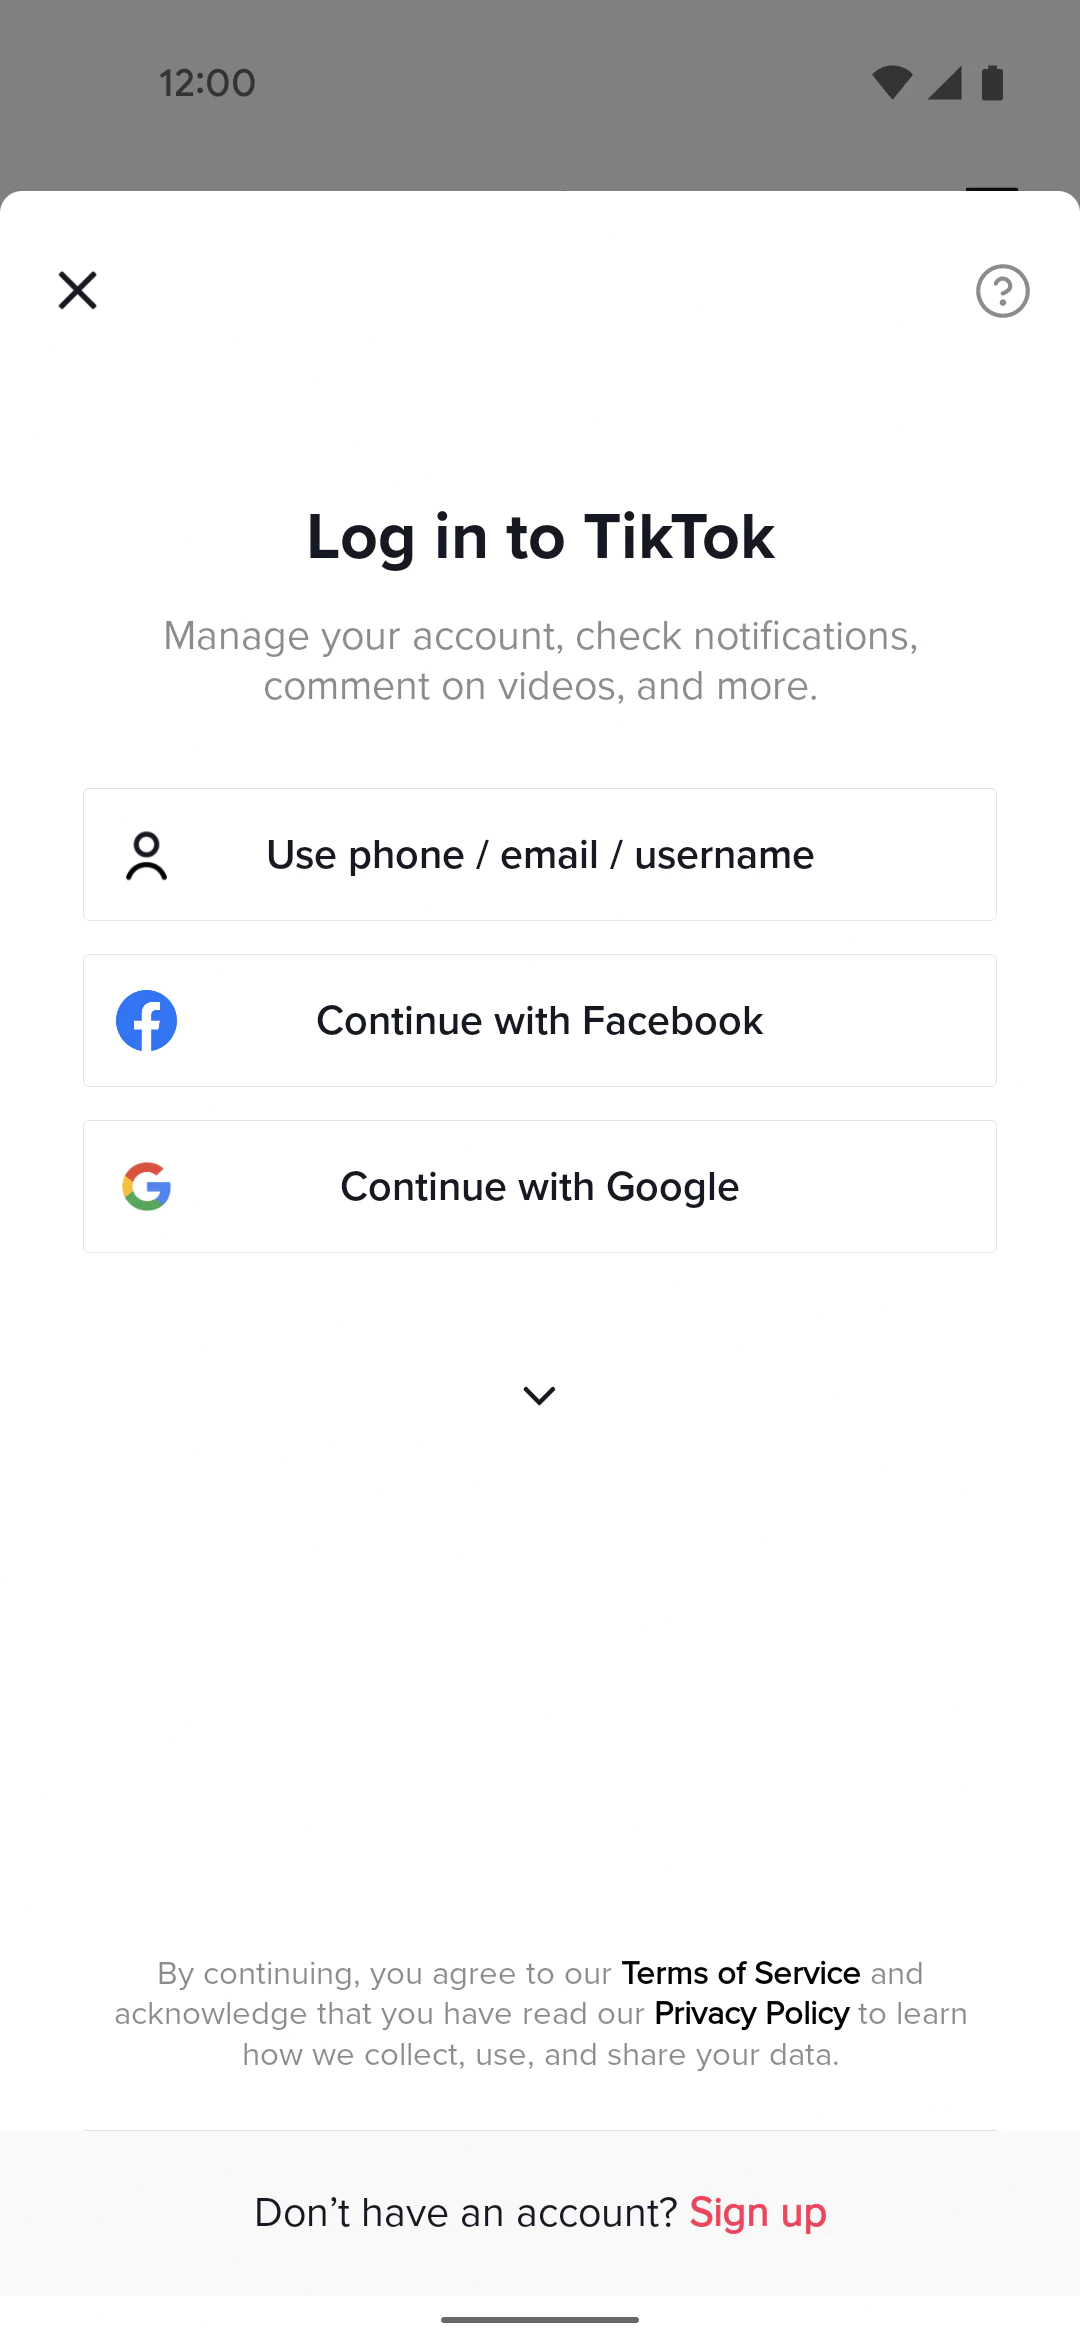 12:00
Log in to TikTok
Manage your account, check notifications,
comment on videos, and more.
Use phone / email / username
Continue with Facebook
Continue with Google
By continuing, you agree to our Terms of Service and
acknowledge that you have read our Privacy Policy to learn
how we collect, use, and share your data.
Don’t have an account? Sign up